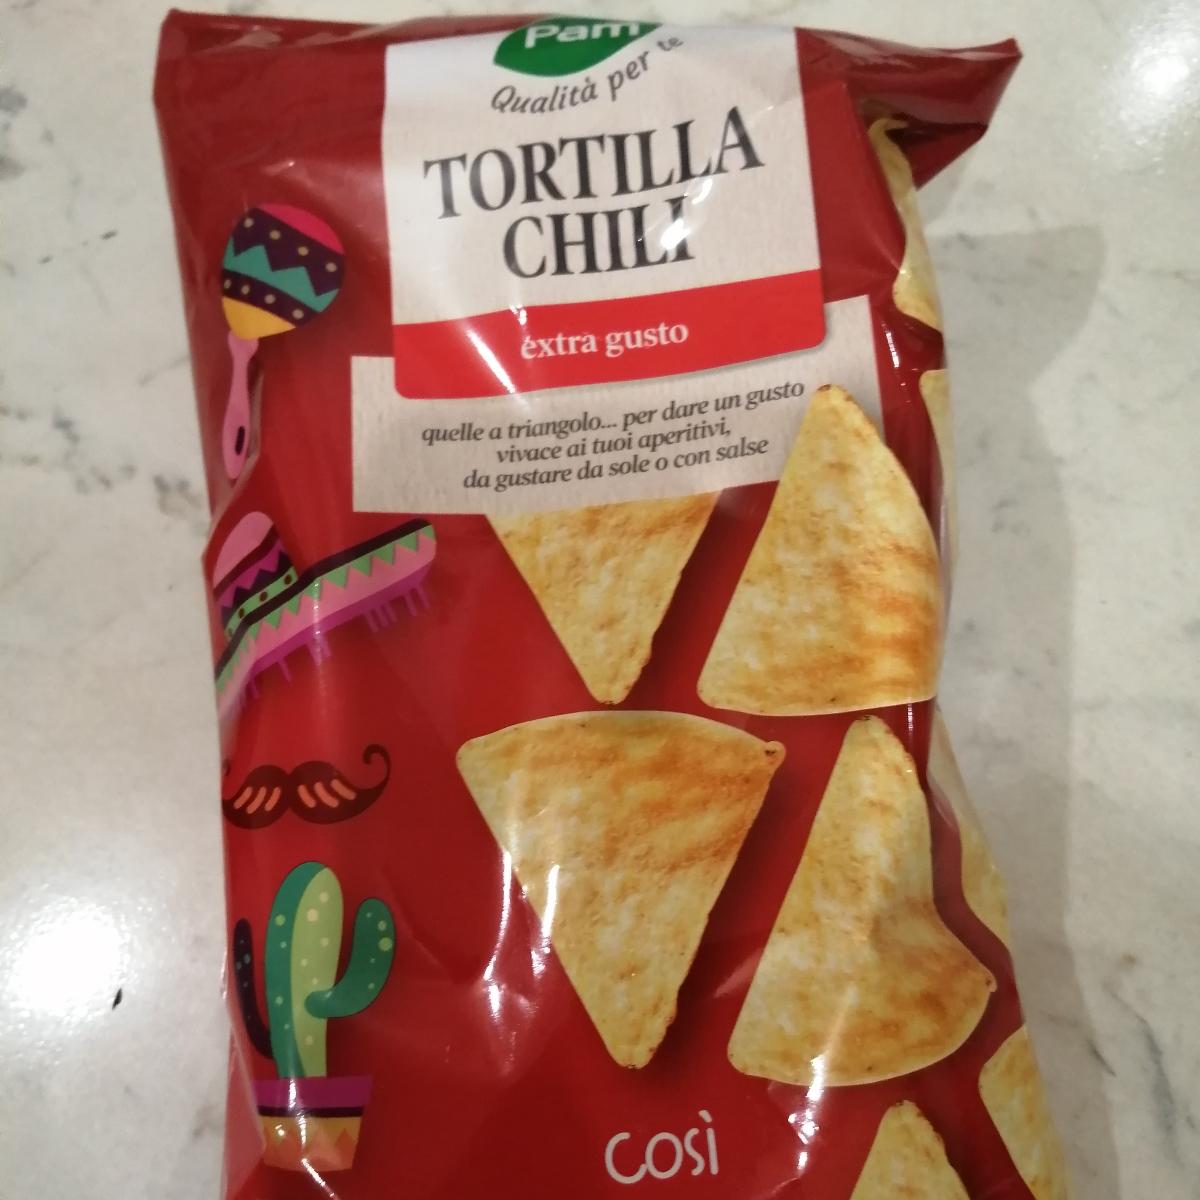 Pam
Qualità per te
TORTILLA
CHILI
extra gusto
quelle a triangolo... per dare un gusto
vivace ai tuoi aperitivi,
da gustare da sole o con salse
così